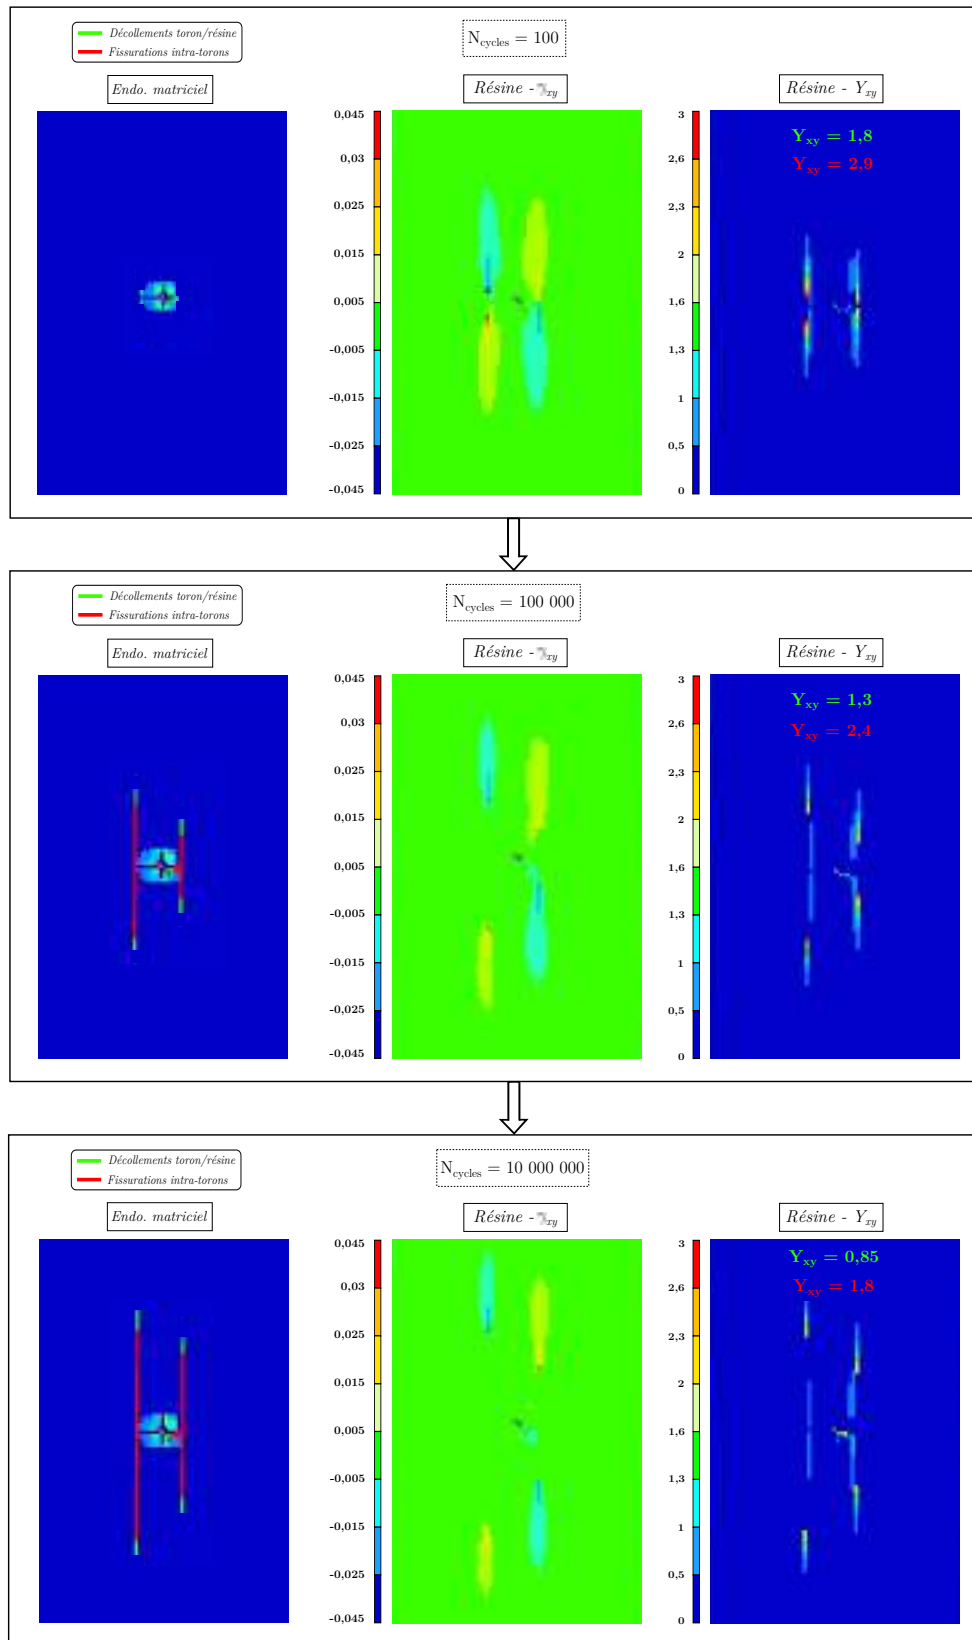 Décollements toron/résine
Fissurations intra-torons
N_cycles = 100
Endo. matriciel
Résine - xy
Résine - Y_xy
0,045
0,03
0,025
0,015
0,005
-0,005
-0,015
-0,025
-0,045
3
2,6
2,3
2
1,6
1,3
1
0,5
0
Y_xy = 1,8
Y_xy = 2,9
Décollements toron/résine
Fissurations intra-torons
N_cycles = 100 000
Endo. matriciel
Résine - xy
Résine - Y_xy
0,045
0,03
0,025
0,015
0,005
-0,005
-0,015
-0,025
-0,045
3
2,6
2,3
2
1,6
1,3
1
0,5
0
Y_xy = 1,3
Y_xy = 2,4
Décollements toron/résine
Fissurations intra-torons
N_cycles = 10 000 000
Endo. matriciel
Résine - xy
Résine - Y_xy
0,045
0,03
0,025
0,015
0,005
-0,005
-0,015
-0,025
-0,045
3
2,6
2,3
2
1,6
1,3
1
0,5
0
Y_xy = 0,85
Y_xy = 1,8